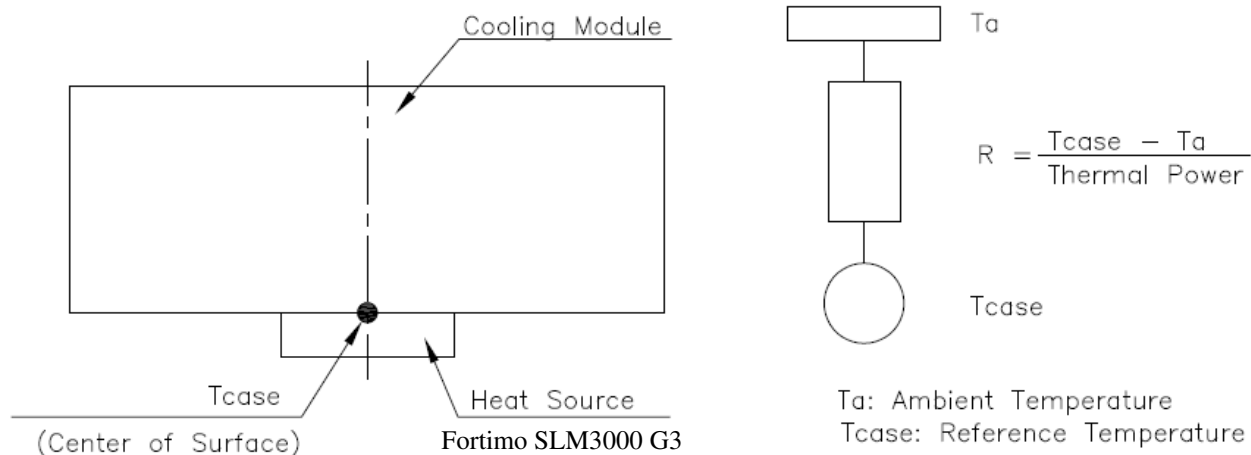 Cooling Module
Tcase
(Center of Surface)
Heat Source
Fortimo SLM3000 G3
Ta
R = Tcase - Ta
Thermal Power
Tcase
Ta: Ambient Temperature
Tcase: Reference Temperature